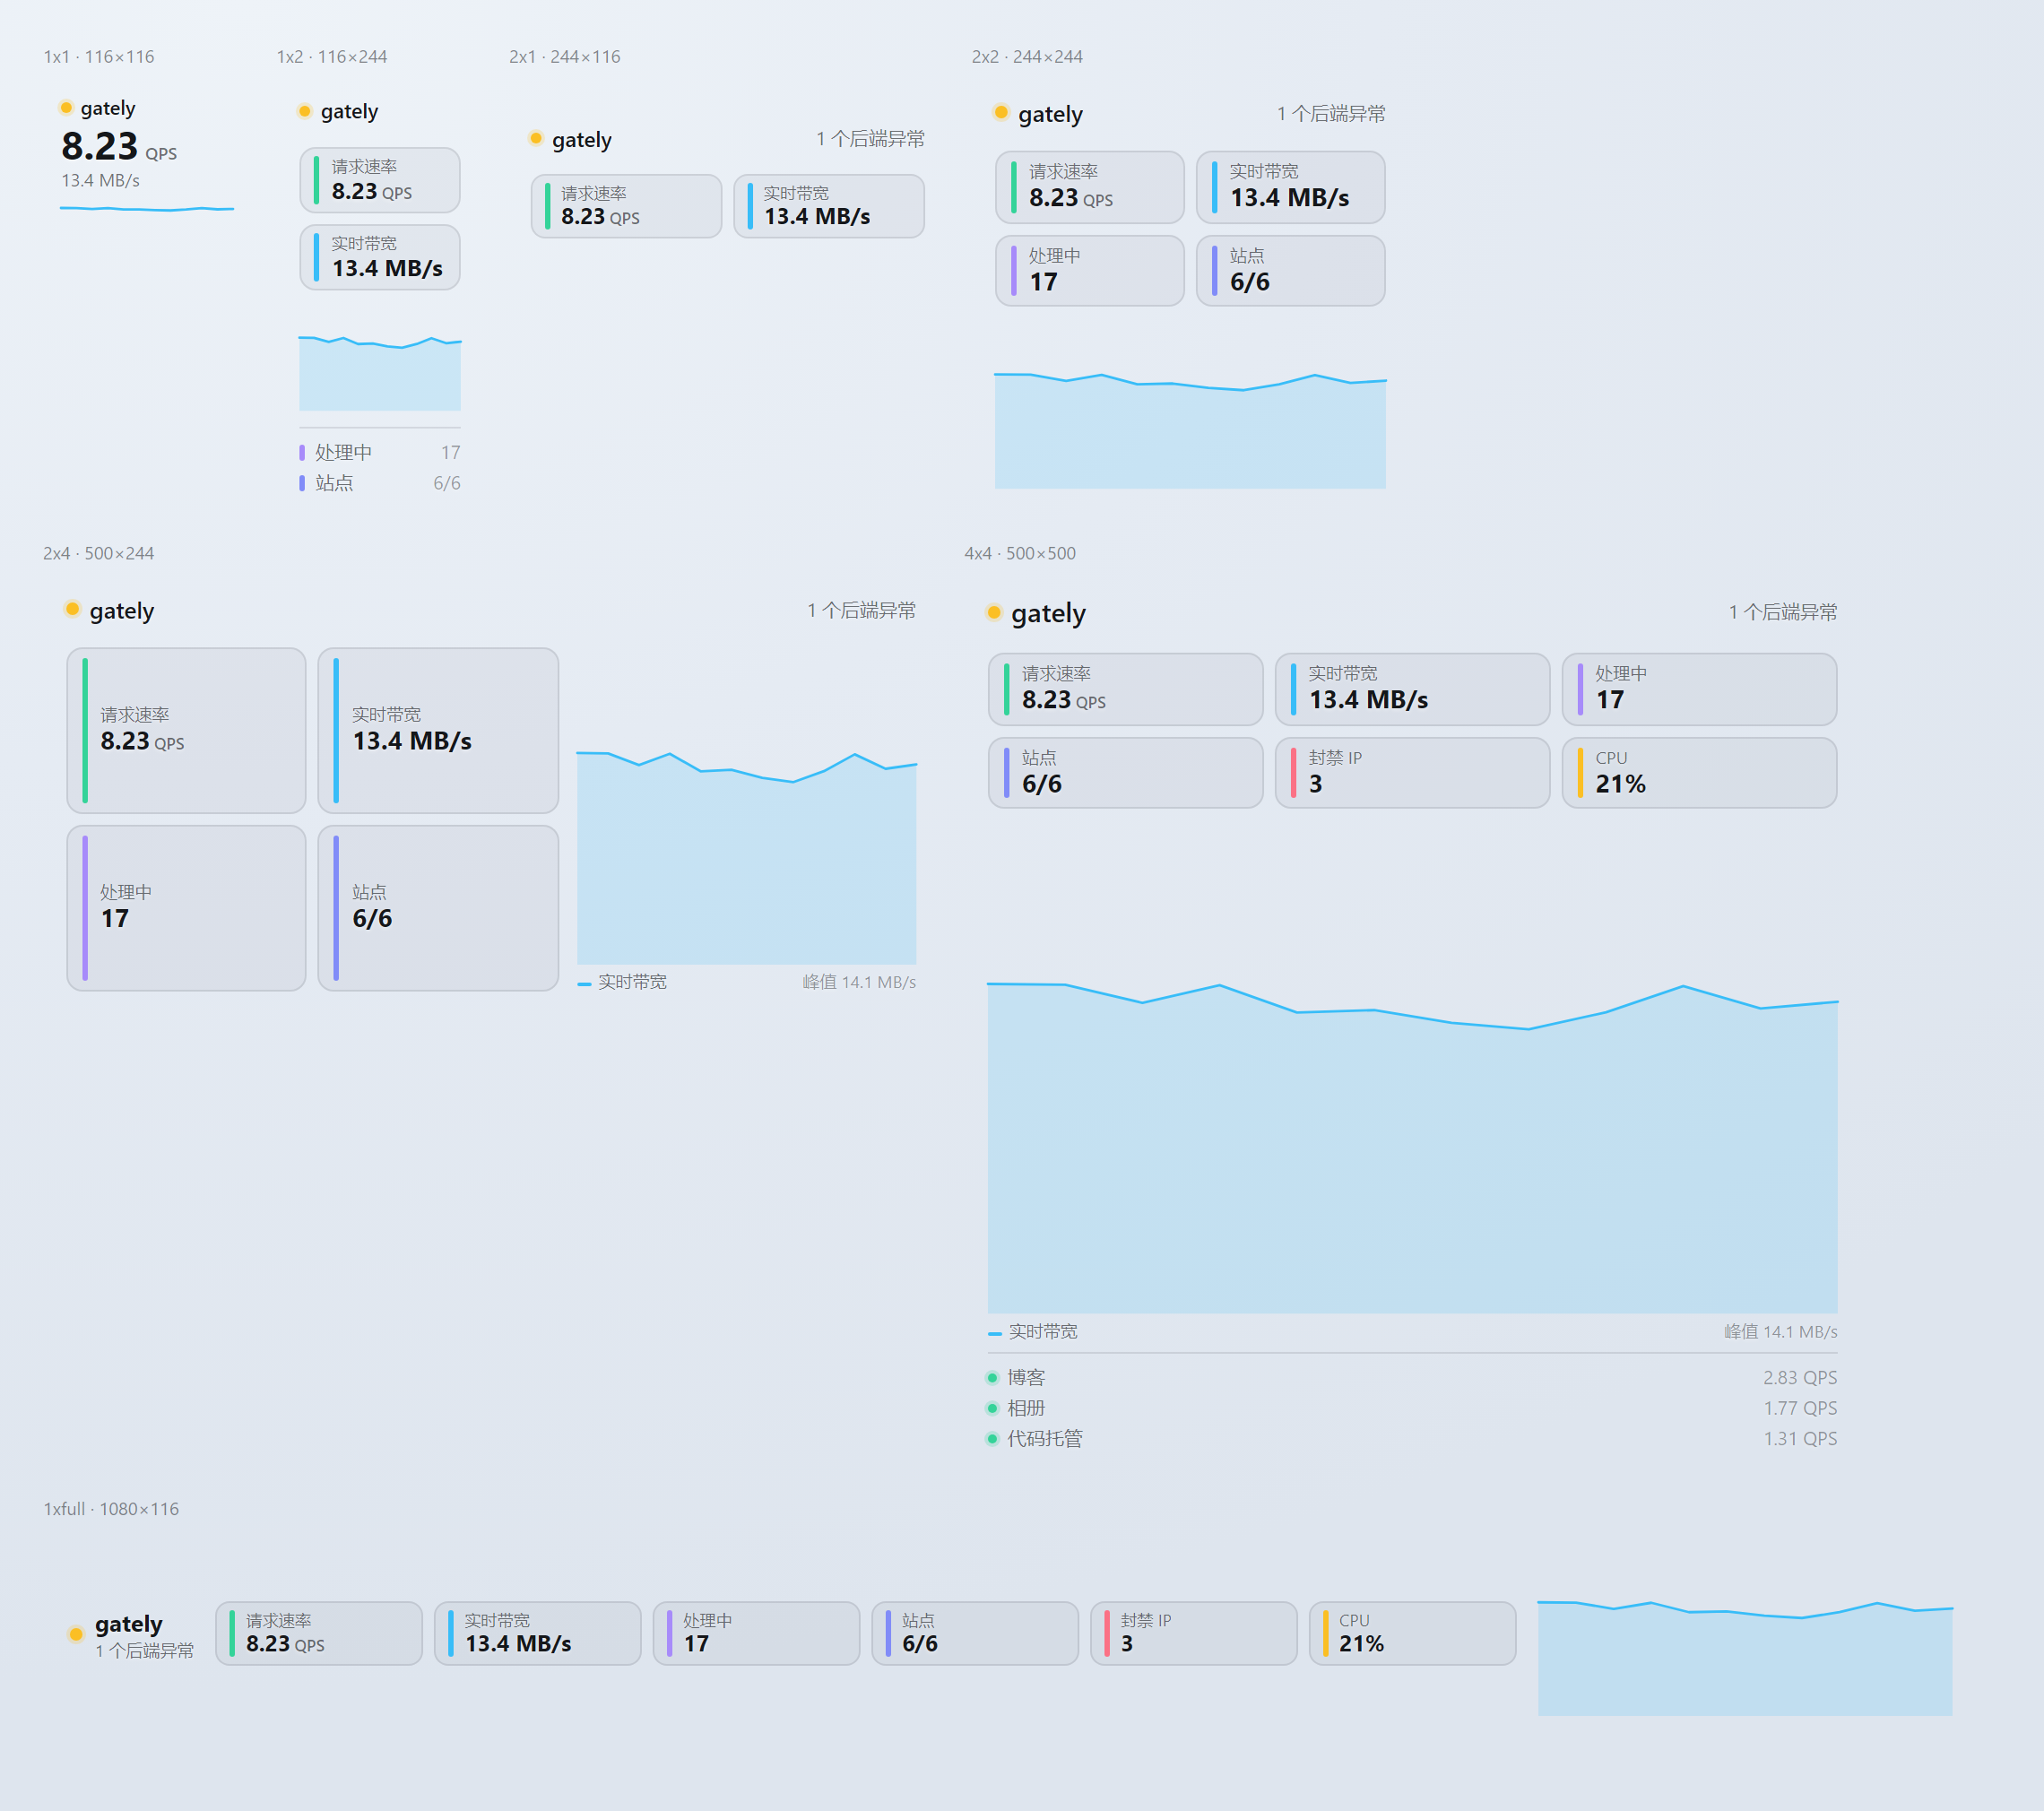 1x1 · 116×116
gately
8.23 QPS
13.4 MB/s
1x2 · 116×244
gately
请求速率
8.23 QPS
实时带宽
13.4 MB/s
处理中 17
站点 6/6
2x1 · 244×116
gately 1 个后端异常
请求速率
8.23 QPS
实时带宽
13.4 MB/s
2x2 · 244×244
gately 1 个后端异常
请求速率
8.23 QPS
实时带宽
13.4 MB/s
处理中
17
站点
6/6
2x4 · 500×244
gately 1 个后端异常
请求速率
8.23 QPS
实时带宽
13.4 MB/s
处理中
17
站点
6/6
实时带宽 峰值 14.1 MB/s
4x4 · 500×500
gately 1 个后端异常
请求速率
8.23 QPS
实时带宽
13.4 MB/s
处理中
17
站点
6/6
封禁 IP
3
CPU
21%
实时带宽 峰值 14.1 MB/s
博客 2.83 QPS
相册 1.77 QPS
代码托管 1.31 QPS
1xfull · 1080×116
gately
1 个后端异常
请求速率
8.23 QPS
实时带宽
13.4 MB/s
处理中
17
站点
6/6
封禁 IP
3
CPU
21%